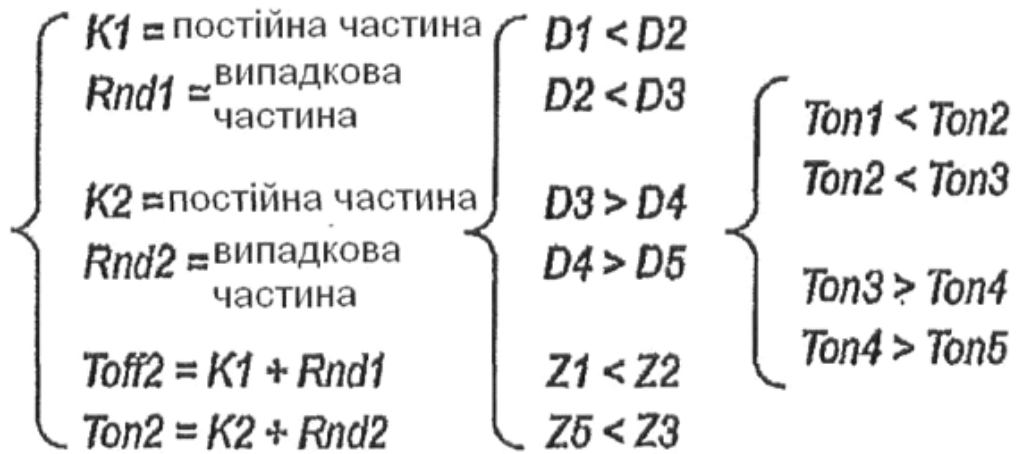 K1 = постійна частина
Rnd1 = випадкова
частина
K2 = постійна частина
Rnd2 = випадкова
частина
Toff2 = K1 + Rnd1
Ton2 = K2 + Rnd2
D1 < D2
D2 < D3
D3 > D4
D4 > D5
Z1 < Z2
Z5 < Z3
Ton1 < Ton2
Ton2 < Ton3
Ton3 > Ton4
Ton4 > Ton5